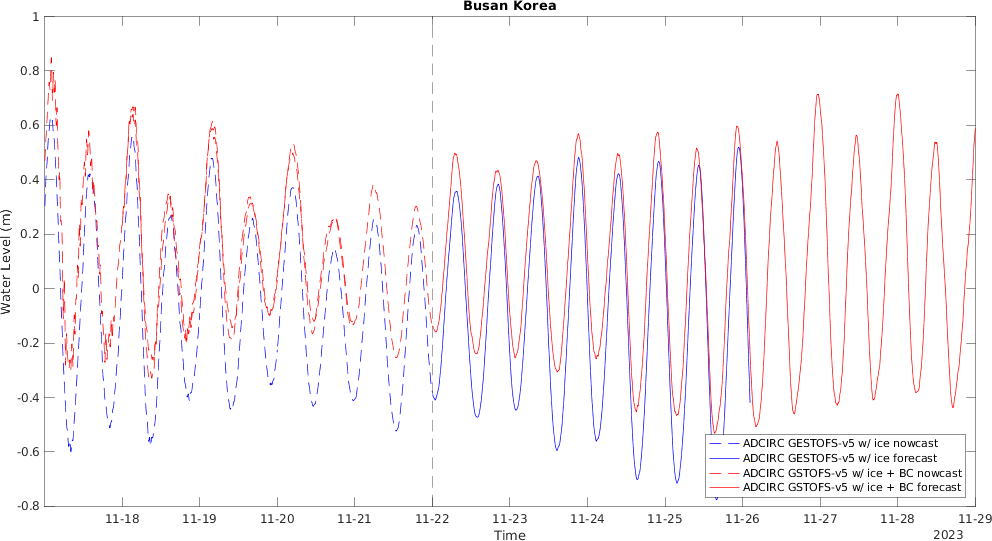 Busan Korea
Water Level (m)
1
0.8
0.6
0.4
0.2
0
-0.2
-0.4
-0.6
-0.8
ADCIRC GESTOFS-v5 w/ ice nowcast
ADCIRC GESTOFS-v5 w/ ice forecast
ADCIRC GSTOFS-v5 w/ ice + BC nowcast
ADCIRC GSTOFS-v5 w/ ice + BC forecast
11-18 11-19 11-20 11-21 11-22 11-23 11-24 11-25 11-26 11-27 11-28 11-29
Time
2023